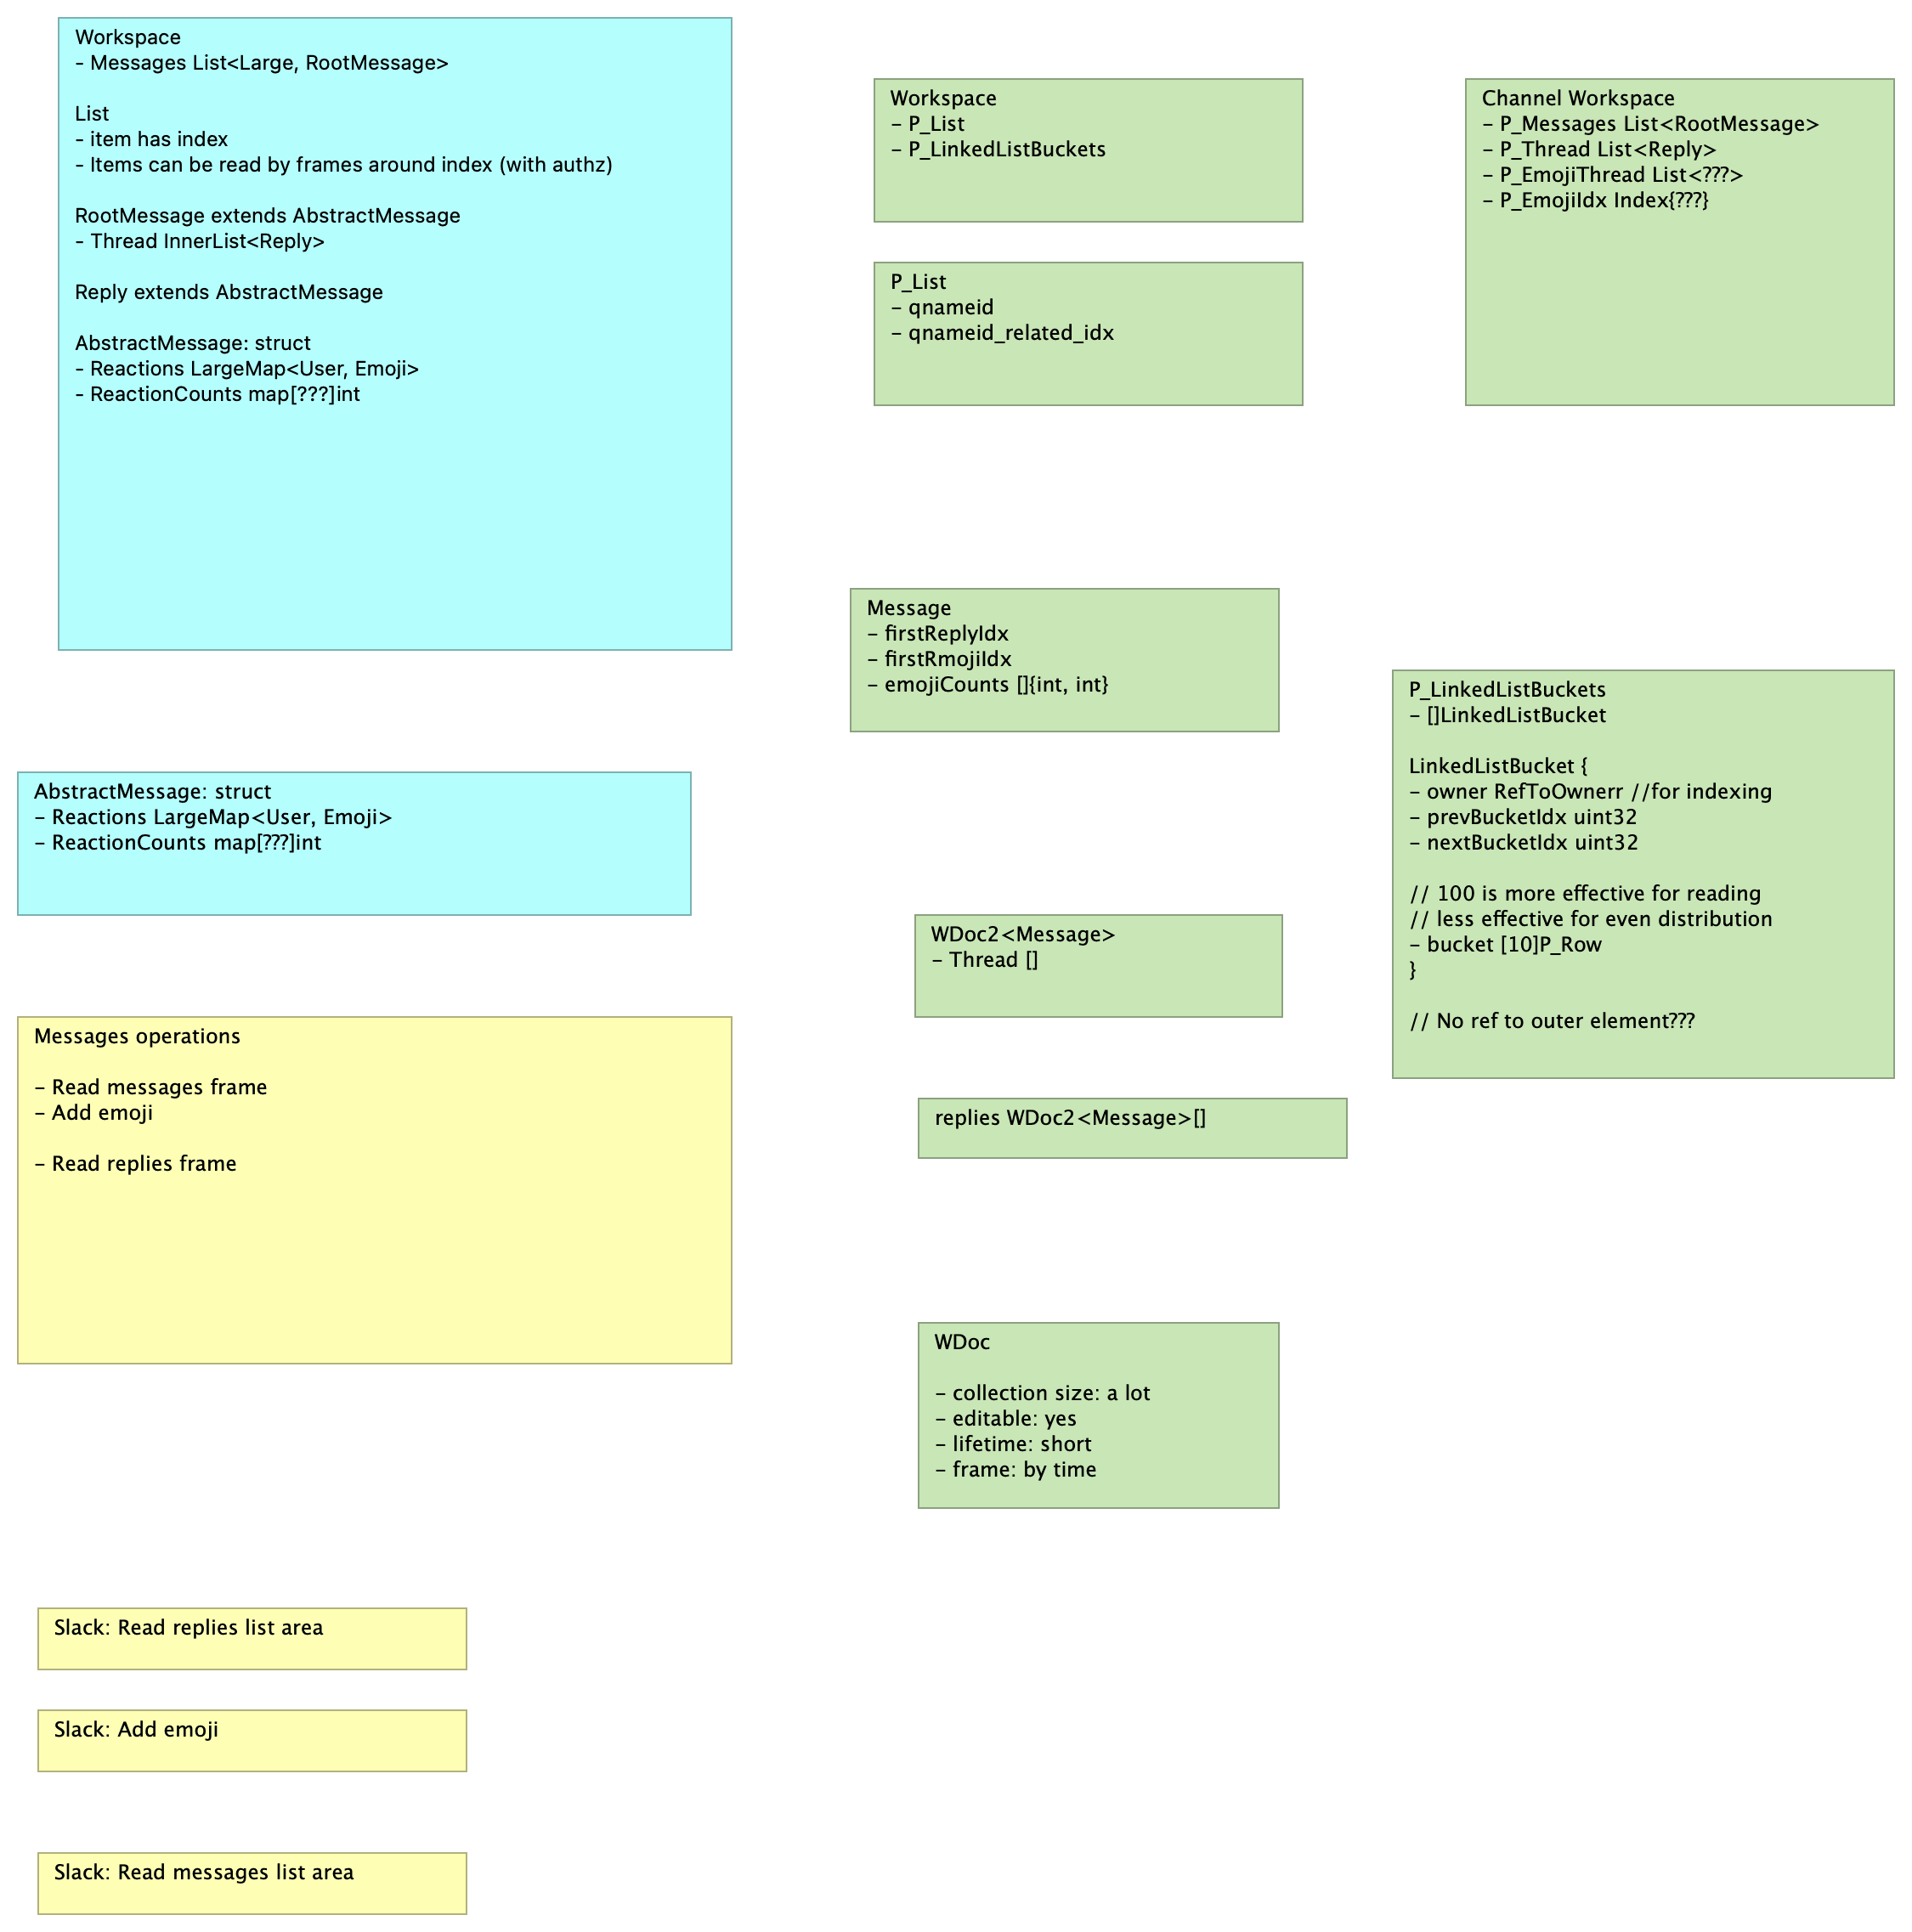 Workspace
- Messages List<Large, RootMessage>
List
- item has index
- Items can be read by frames around index (with authz)
RootMessage extends AbstractMessage
- Thread InnerList<Reply>
Reply extends AbstractMessage
AbstractMessage: struct
- Reactions LargeMap<User, Emoji>
- ReactionCounts map[???]int
Workspace
- P_List
- P_LinkedListBuckets
Channel Workspace
- P_Messages List<RootMessage>
- P_Thread List<Reply>
- P_EmojiThread List<???>
- P_EmojiIdx Index{???}
P_List
- qnameid
- qnameid_related_idx
Message
- firstReplyIdx
- firstRmojiIdx
- emojiCounts []{int, int}
P_LinkedListBuckets
- []LinkedListBucket
LinkedListBucket {
- owner RefToOwnerr //for indexing
- prevBucketIdx uint32
- nextBucketIdx uint32
// 100 is more effective for reading
// less effective for even distribution
- bucket [10]P_Row
}
// No ref to outer element???
AbstractMessage: struct
- Reactions LargeMap<User, Emoji>
- ReactionCounts map[???]int
WDoc2<Message>
- Thread []
Messages operations
- Read messages frame
- Add emoji
- Read replies frame
replies WDoc2<Message>[]
WDoc
- collection size: a lot
- editable: yes
- lifetime: short
- frame: by time
Slack: Read replies list area
Slack: Add emoji
Slack: Read messages list area